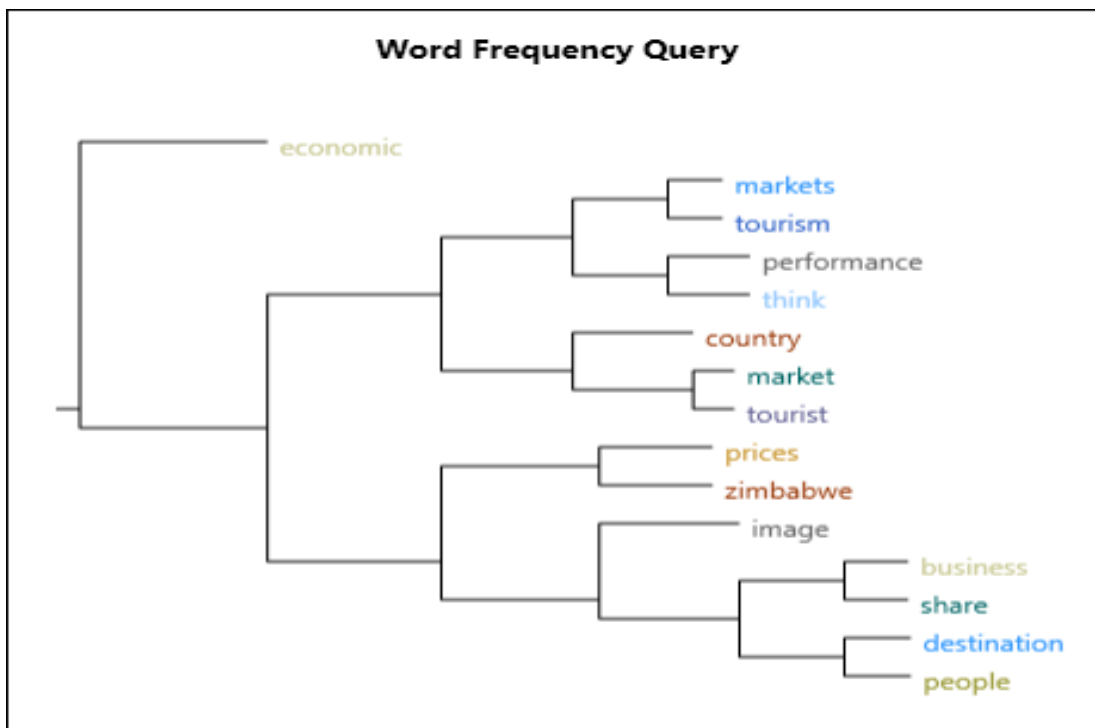 Word Frequency Query
economic
markets
tourism
performance
think
country
market
tourist
prices
zimbabwe
image
business
share
destination
people